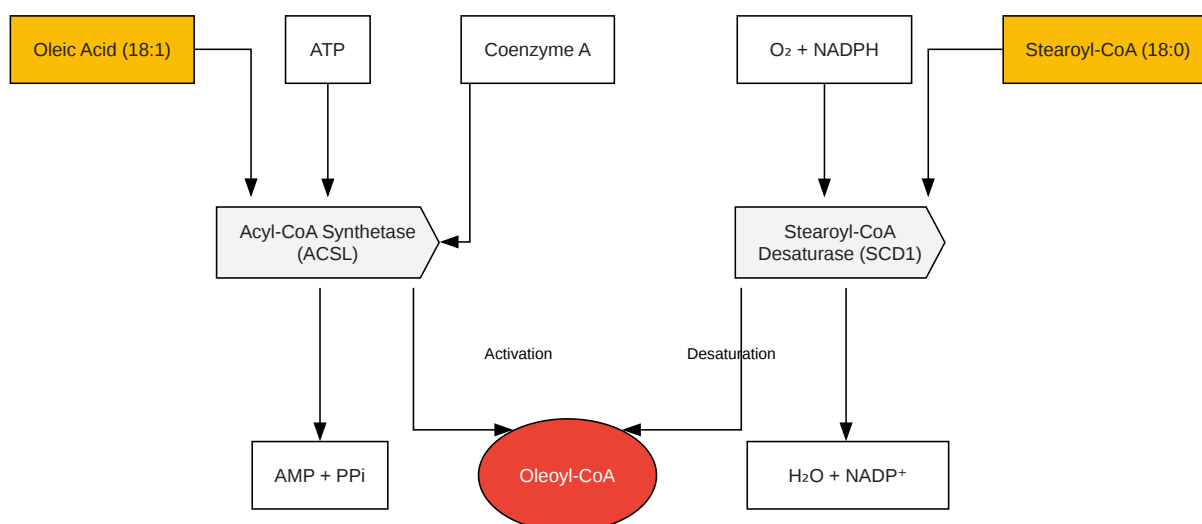 Oleic Acid (18:1)
ATP
Coenzyme A
O₂ + NADPH
Stearoyl-CoA (18:0)
Acyl-CoA Synthetase
(ACSL)
Stearoyl-CoA
Desaturase (SCD1)
Activation
Desaturation
AMP + PPi
Oleoyl-CoA
H₂O + NADP⁺